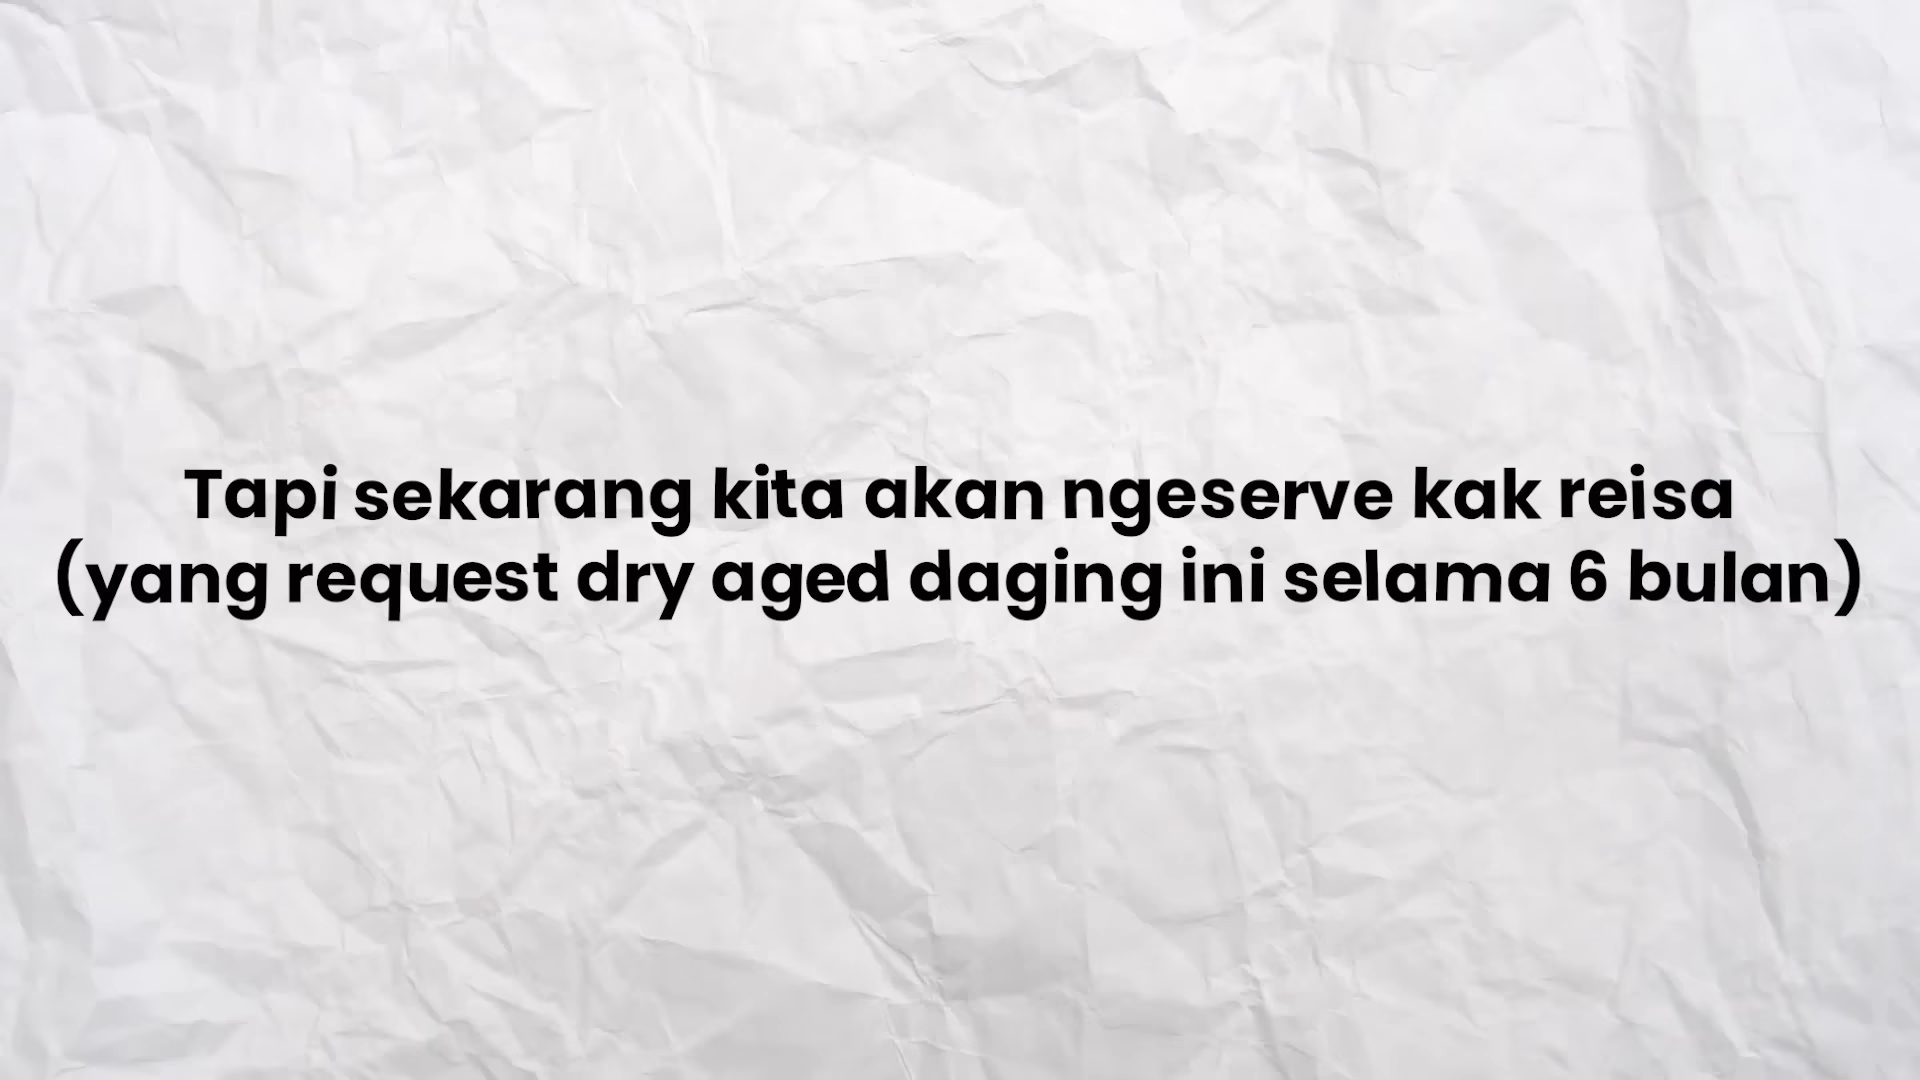 Tapi sekarang kita akan ngeserve kak reisa
(yang request dry aged daging ini selama 6 bulan)